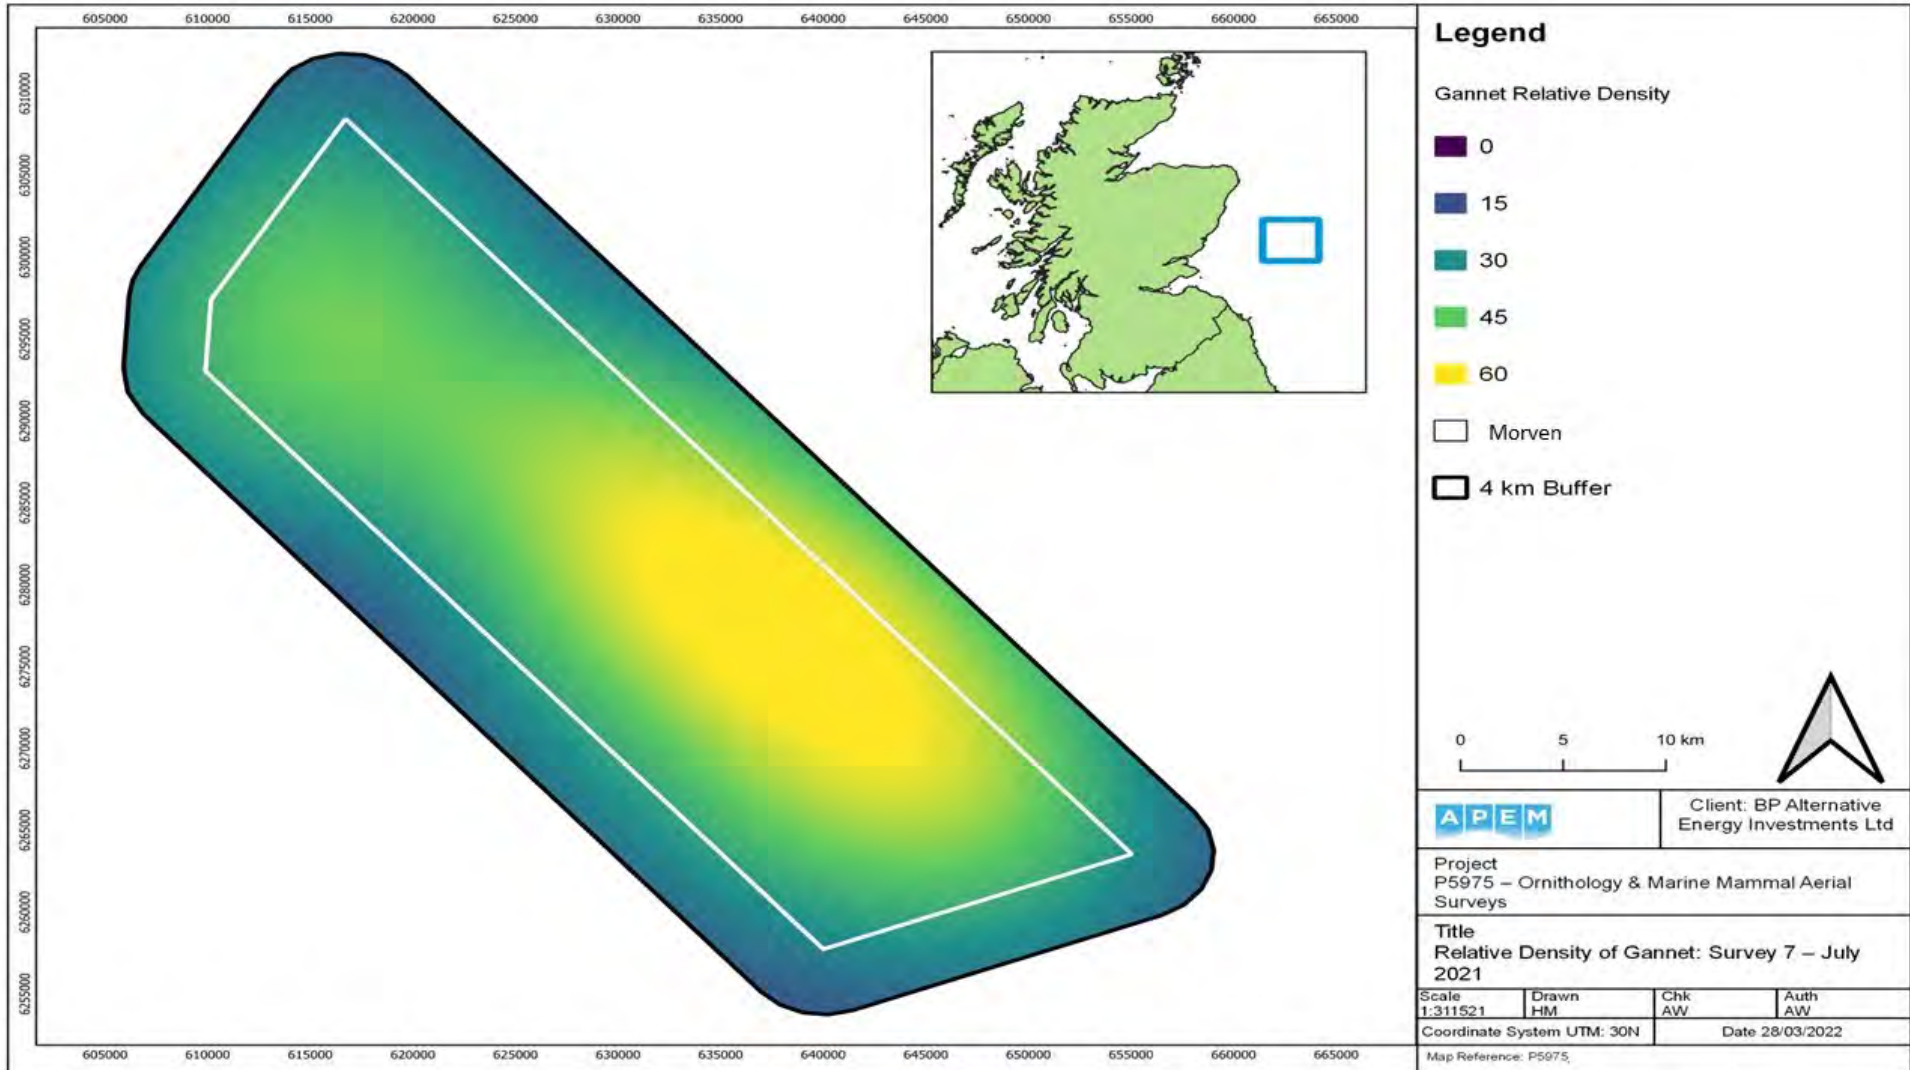 605000 610000 615000 620000 625000 630000 635000 640000 645000 650000 655000 660000 665000
6310000
6305000
6300000
6295000
6290000
6285000
6280000
6275000
6270000
6265000
6260000
6255000
605000 610000 615000 620000 625000 630000 635000 640000 645000 650000 655000 660000 665000
Legend
Gannet Relative Density
0
15
30
45
60
Morven
4 km Buffer
0 5 10 km
APEM
Client: BP Alternative
Energy Investments Ltd
Project
P5975 – Ornithology & Marine Mammal Aerial
Surveys
Title
Relative Density of Gannet: Survey 7 – July
2021
Scale Drawn Chk Auth
1:311521 HM AW AW
Coordinate System UTM: 30N Date 28/03/2022
Map Reference: P5975